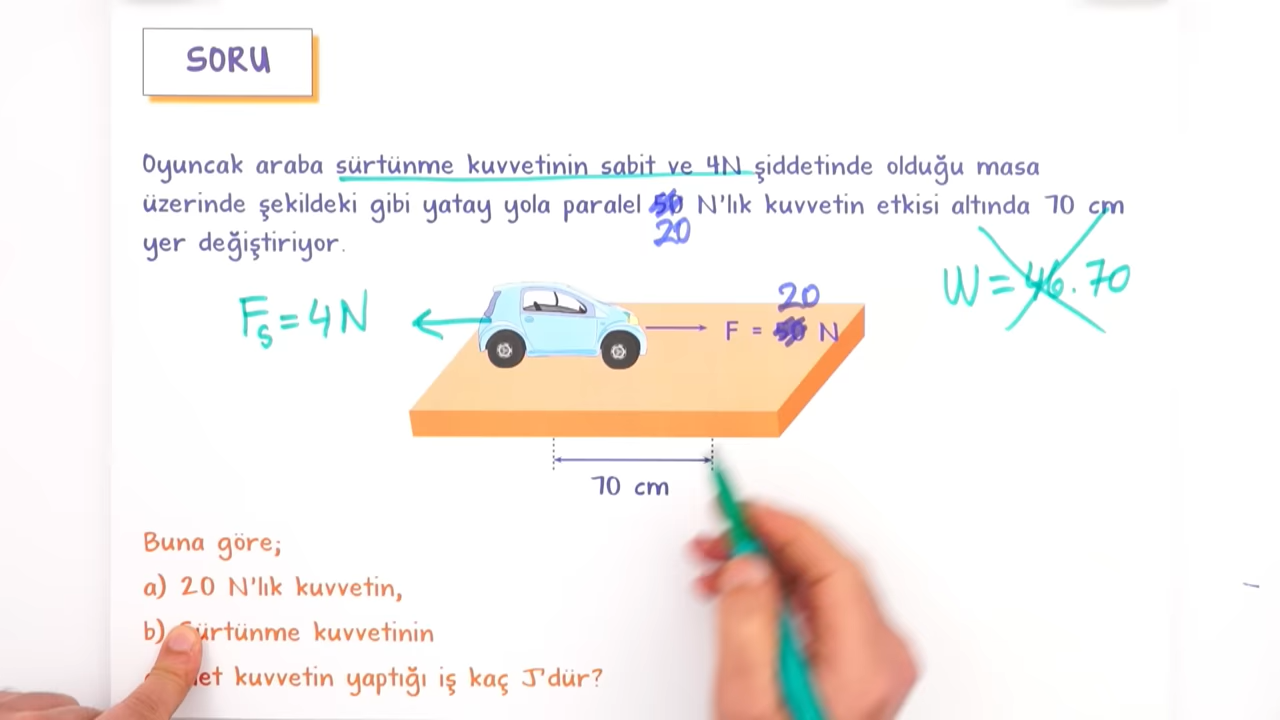 SORU
Oyuncak araba sürtünme kuvvetinin sabit ve 4N şiddetinde olduğu masa
üzerinde şekildeki gibi yatay yola paralel 50 N'lık kuvvetin etkisi altında 70 cm
20
yer değiştiriyor.
W = 46.70
20
Fs = 4N
F = 50 N
70 cm
Buna göre;
a) 20 N'lık kuvvetin,
b) Sürtünme kuvvetinin
kuvvetin yaptığı iş kaç J'dür?